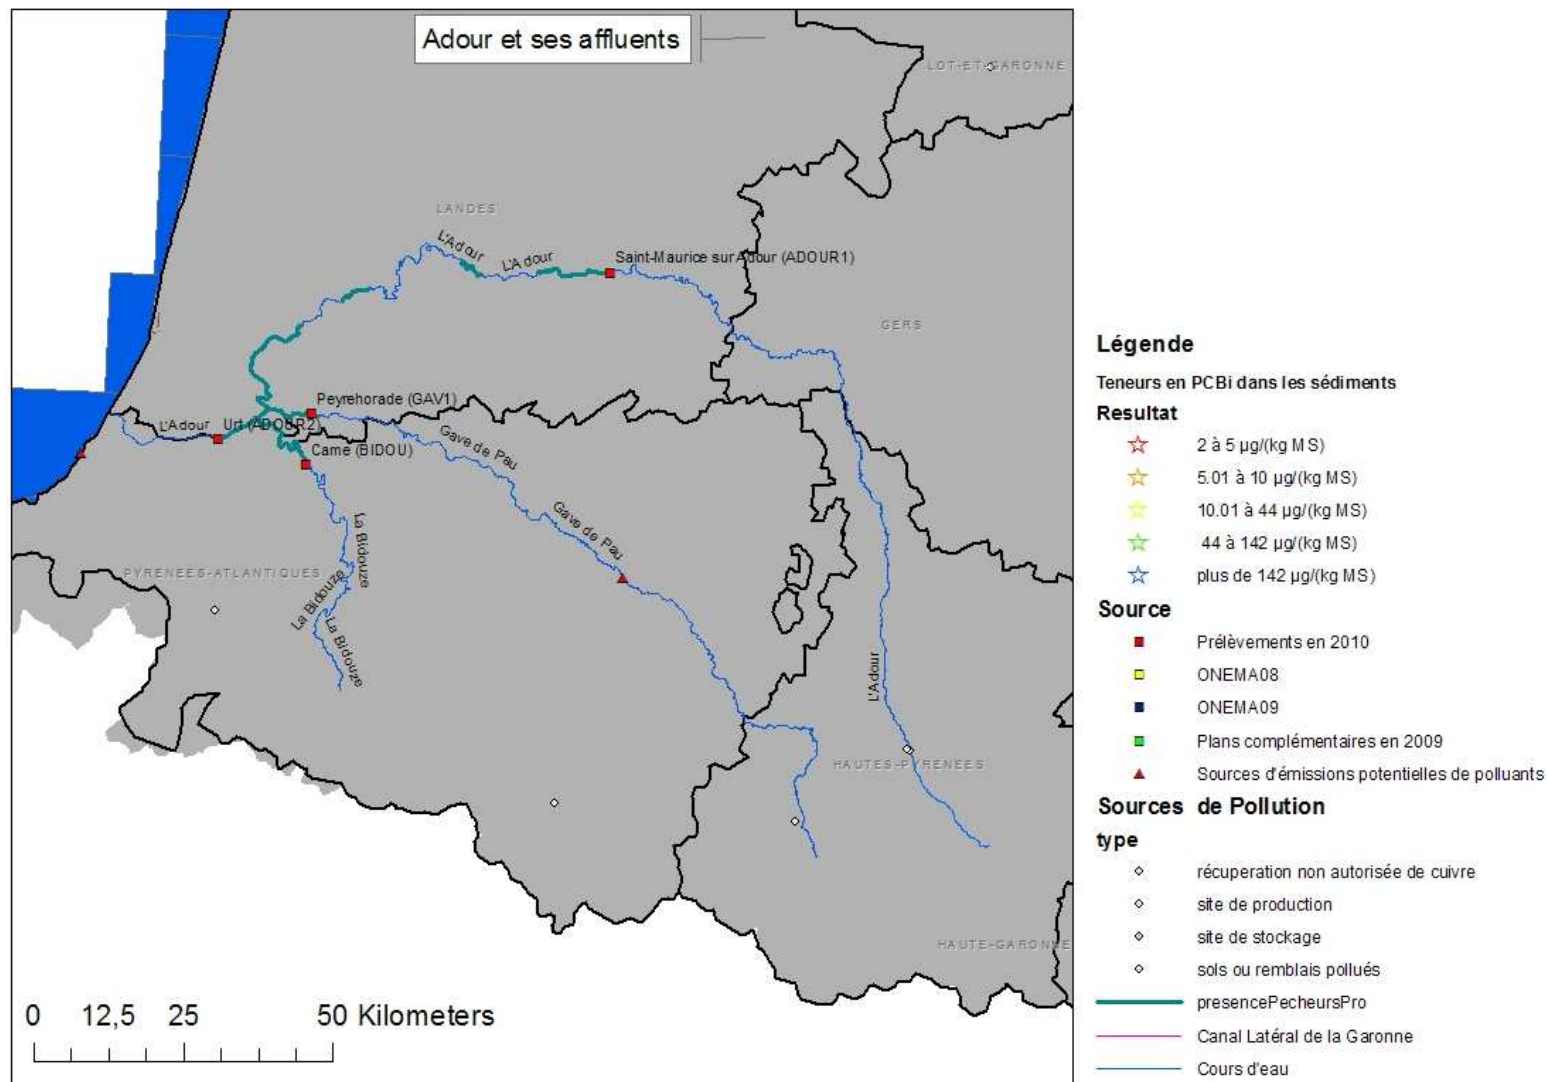 Adour et ses affluents
LOT-ET-GARONNE
LANDES
L'Adour
L'Adour
Saint-Maurice sur Adour (ADOUR1)
GERS
Peyrehorade (GAV1)
L'Adour
Urt (ADOUR2)
Gave de Pau
Came (BIDOU)
Gave de Pau
La Bidouze
PYRENEES-ATLANTIQUES
La Bidouze
La Bidouze
L'Adour
HAUTES-PYRENEES
HAUTE-GARONNE
0 12,5 25 50 Kilometers
Légende
Teneurs en PCBi dans les sédiments
Resultat
2 à 5 µg/(kg MS)
5.01 à 10 µg/(kg MS)
10.01 à 44 µg/(kg MS)
44 à 142 µg/(kg MS)
plus de 142 µg/(kg MS)
Source
Prélèvements en 2010
ONEMA08
ONEMA09
Plans complémentaires en 2009
Sources d'émissions potentielles de polluants
Sources de Pollution
type
récuperation non autorisée de cuivre
site de production
site de stockage
sols ou remblais pollués
presencePecheursPro
Canal Latéral de la Garonne
Cours d'eau